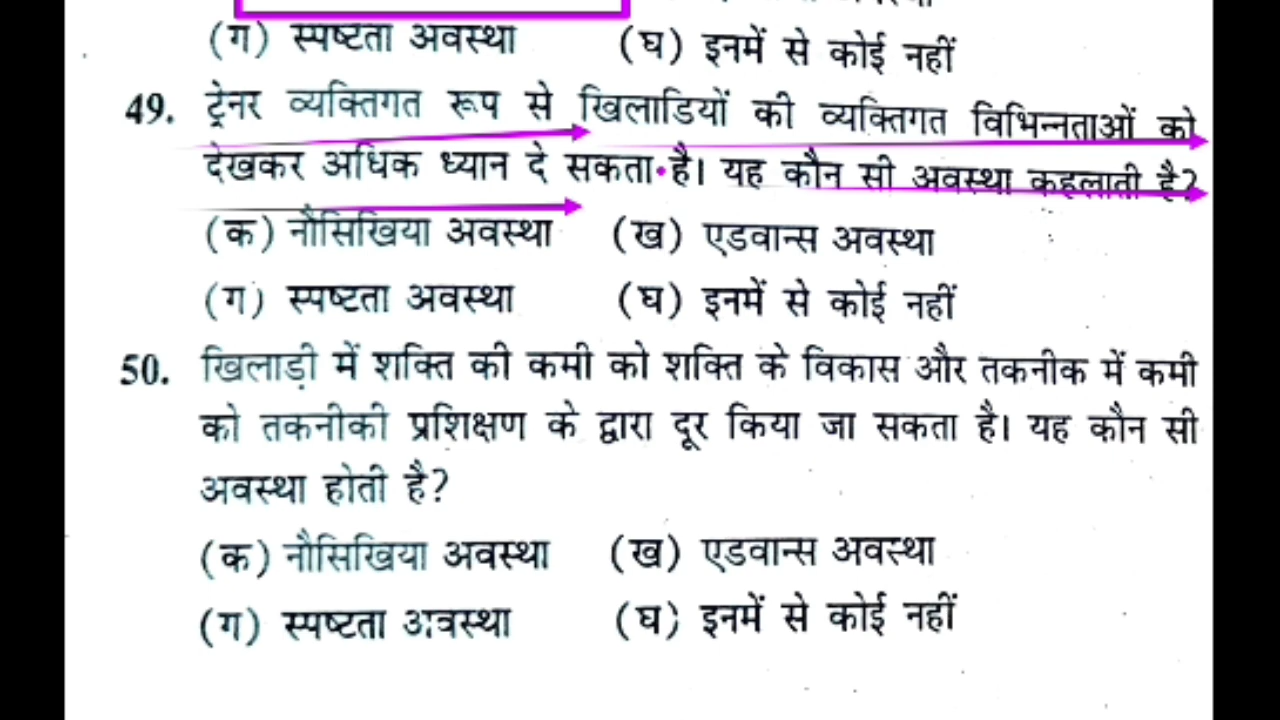 (ग) स्पष्टता अवस्था (घ) इनमें से कोई नहीं
49. ट्रेनर व्यक्तिगत रूप से खिलाडियों की व्यक्तिगत विभिन्नताओं को
देखकर अधिक ध्यान दे सकता है। यह कौन सी अवस्था कहलाती है?
(क) नौसिखिया अवस्था (ख) एडवान्स अवस्था
(ग) स्पष्टता अवस्था (घ) इनमें से कोई नहीं
50. खिलाड़ी में शक्ति की कमी को शक्ति के विकास और तकनीक में कमी
को तकनीकी प्रशिक्षण के द्वारा दूर किया जा सकता है। यह कौन सी
अवस्था होती है?
(क) नौसिखिया अवस्था (ख) एडवान्स अवस्था
(ग) स्पष्टता अवस्था (घ) इनमें से कोई नहीं